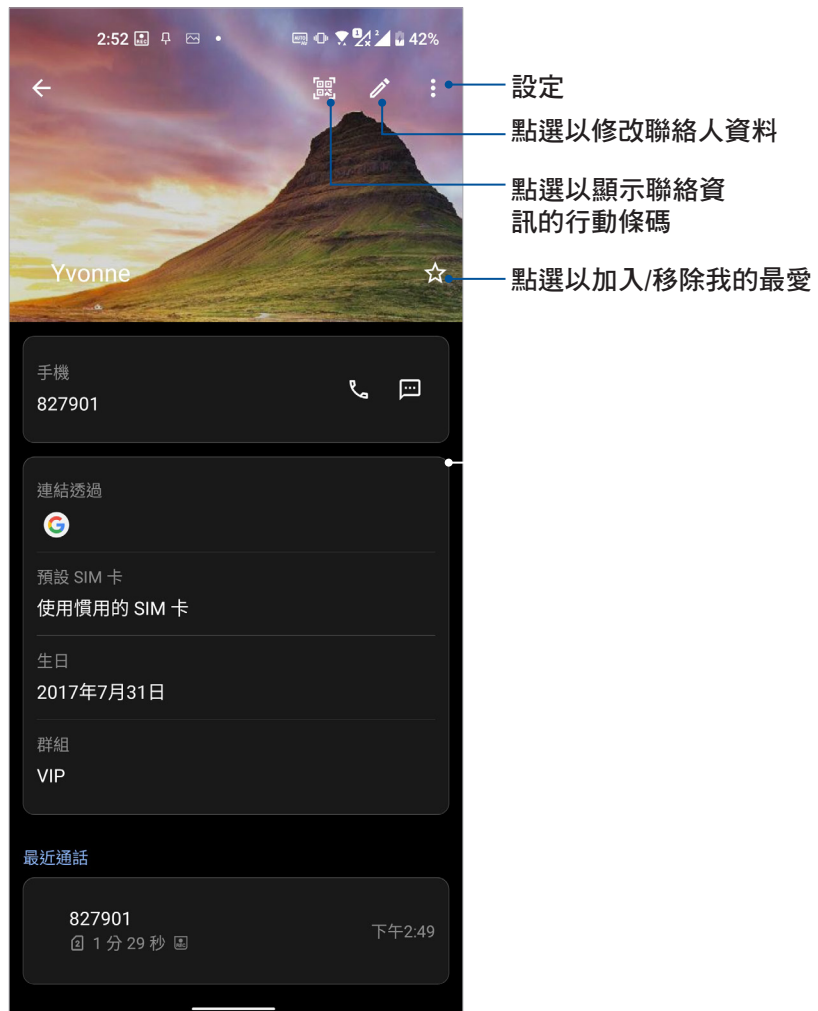 2:52
42%
設定
點選以修改聯絡人資料
點選以顯示聯絡資
訊的行動條碼
Yvonne
點選以加入/移除我的最愛
手機
827901
連結透過
預設 SIM 卡
使用慣用的 SIM 卡
生日
2017年7月31日
群組
VIP
最近通話
827901
2 1 分 29 秒
下午2:49